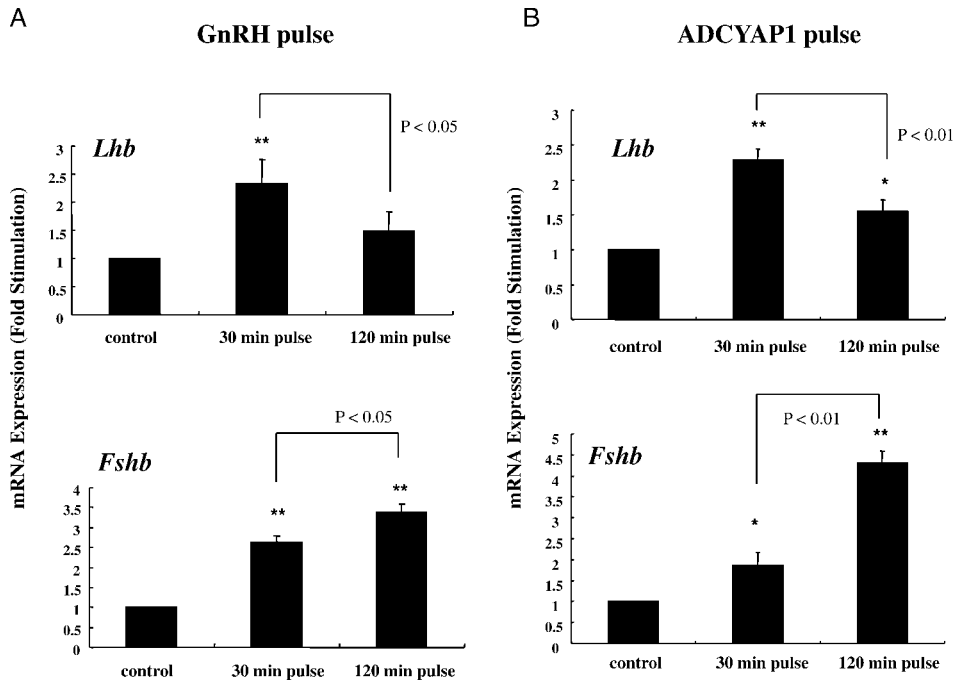 A
GnRH pulse
B
ADCYAP1 pulse
mRNA Expression (Fold Stimulation)
Lhb
**
P < 0.05
3
2.5
2
1.5
1
0.5
0
control
30 min pulse
120 min pulse
Fshb
**
**
P < 0.05
4
3.5
3
2.5
2
1.5
1
0.5
0
control
30 min pulse
120 min pulse
mRNA Expression (Fold Stimulation)
Lhb
**
*
P < 0.01
3
2.5
2
1.5
1
0.5
0
control
30 min pulse
120 min pulse
Fshb
*
**
P < 0.01
5
4.5
4
3.5
3
2.5
2
1.5
1
0.5
0
control
30 min pulse
120 min pulse